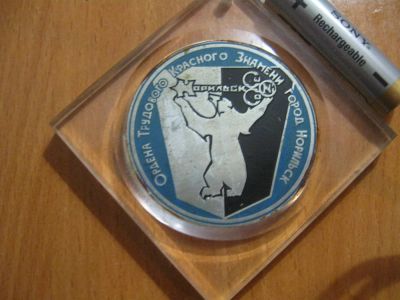 Ордена Трудового Красного Знамени Город Норильск
Норильск
SONY
Rechargeable